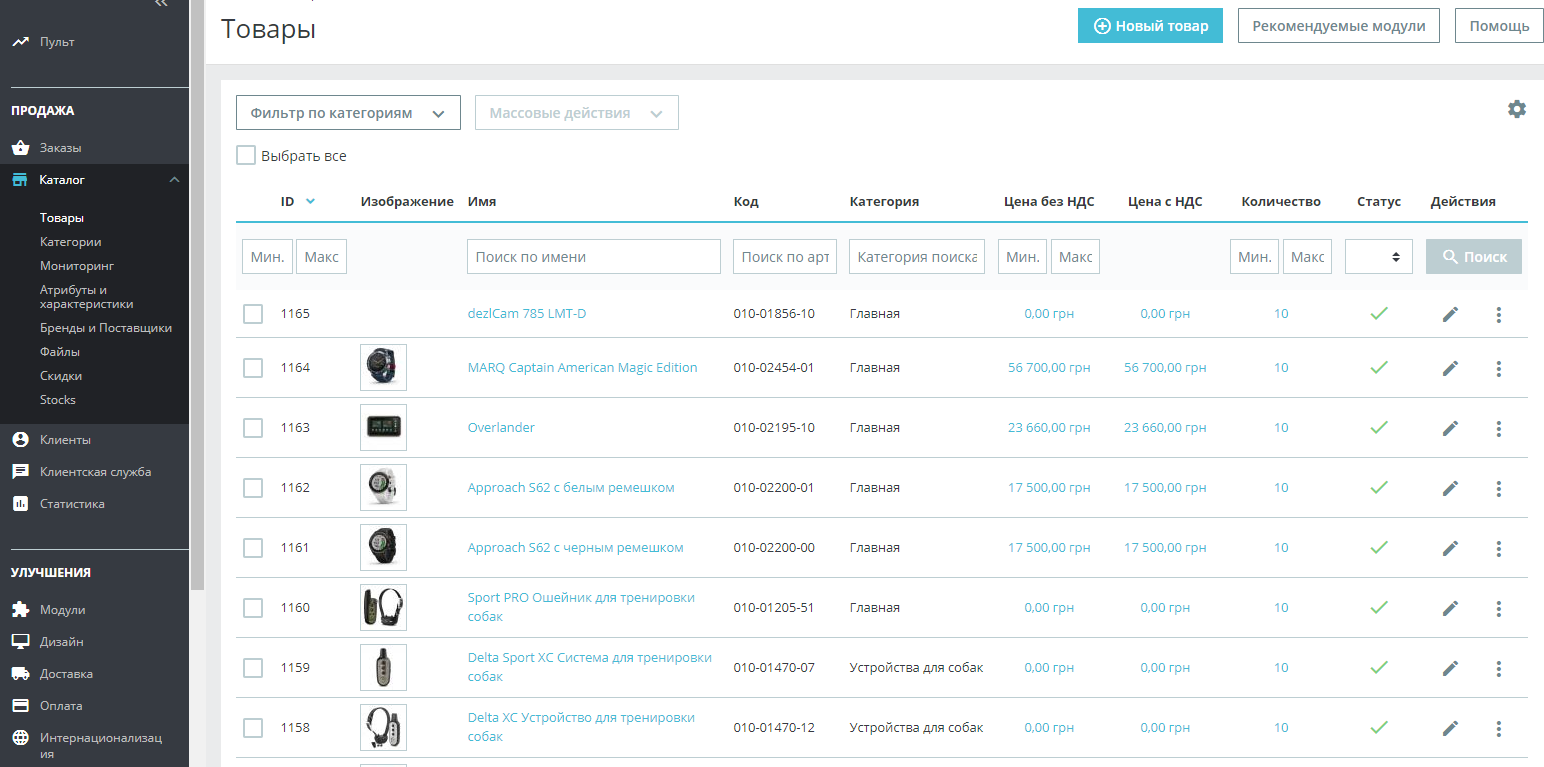 Пульт
ПРОДАЖА
Заказы
Каталог
Товары
Категории
Мониторинг
Атрибуты и
характеристики
Бренды и Поставщики
Файлы
Скидки
Stocks
Клиенты
Клиентская служба
Статистика
УЛУЧШЕНИЯ
Модули
Дизайн
Доставка
Оплата
Интернационализац
ия
Товары
Новый товар
Рекомендуемые модули
Помощь
Фильтр по категориям
Массовые действия
Выбрать все
ID Изображение Имя Код Категория Цена без НДС Цена с НДС Количество Статус Действия
Мин. Макс Поиск по имени Поиск по арт Категория поиска Мин. Макс Мин. Макс Поиск
1165 dezlCam 785 LMT-D 010-01856-10 Главная 0,00 грн 0,00 грн 10
1164 MARQ Captain American Magic Edition 010-02454-01 Главная 56 700,00 грн 56 700,00 грн 10
1163 Overlander 010-02195-10 Главная 23 660,00 грн 23 660,00 грн 10
1162 Approach S62 с белым ремешком 010-02200-01 Главная 17 500,00 грн 17 500,00 грн 10
1161 Approach S62 с черным ремешком 010-02200-00 Главная 17 500,00 грн 17 500,00 грн 10
1160 Sport PRO Ошейник для тренировки
собак 010-01205-51 Главная 0,00 грн 0,00 грн 10
1159 Delta Sport XC Система для тренировки
собак 010-01470-07 Устройства для собак 0,00 грн 0,00 грн 10
1158 Delta XC Устройство для тренировки
собак 010-01470-12 Устройства для собак 0,00 грн 0,00 грн 10